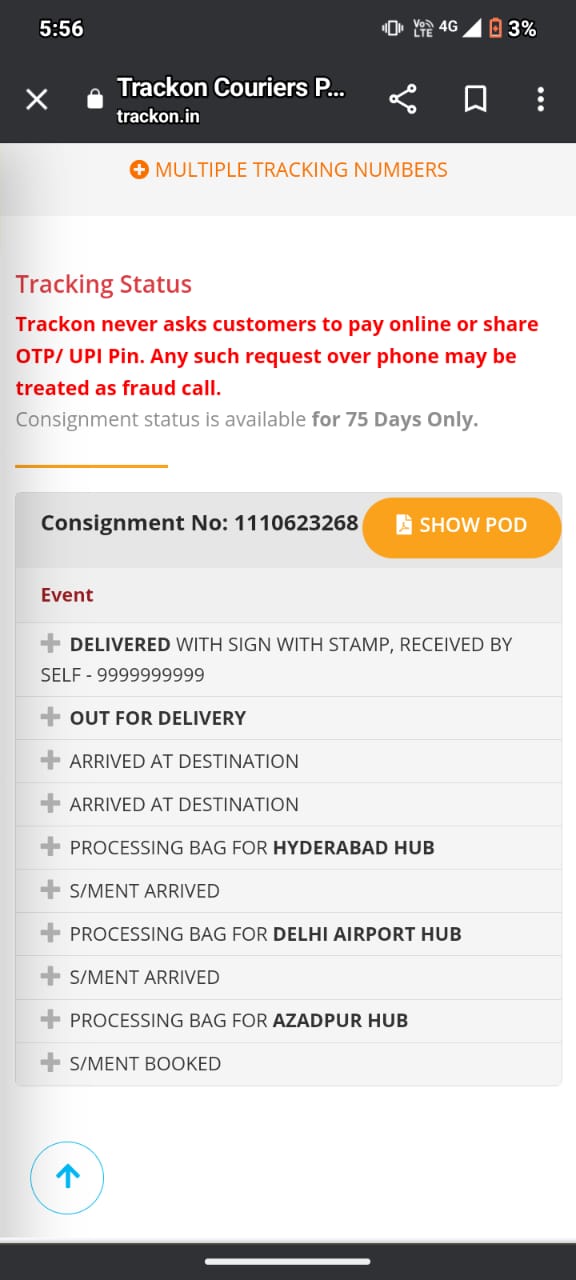 5:56
Vo)) LTE 4G 3%
Trackon Couriers P...
trackon.in
MULTIPLE TRACKING NUMBERS
Tracking Status
Trackon never asks customers to pay online or share
OTP/ UPI Pin. Any such request over phone may be
treated as fraud call.
Consignment status is available for 75 Days Only.
Consignment No: 1110623268
SHOW POD
Event
DELIVERED WITH SIGN WITH STAMP, RECEIVED BY
SELF - 9999999999
OUT FOR DELIVERY
ARRIVED AT DESTINATION
ARRIVED AT DESTINATION
PROCESSING BAG FOR HYDERABAD HUB
S/MENT ARRIVED
PROCESSING BAG FOR DELHI AIRPORT HUB
S/MENT ARRIVED
PROCESSING BAG FOR AZADPUR HUB
S/MENT BOOKED